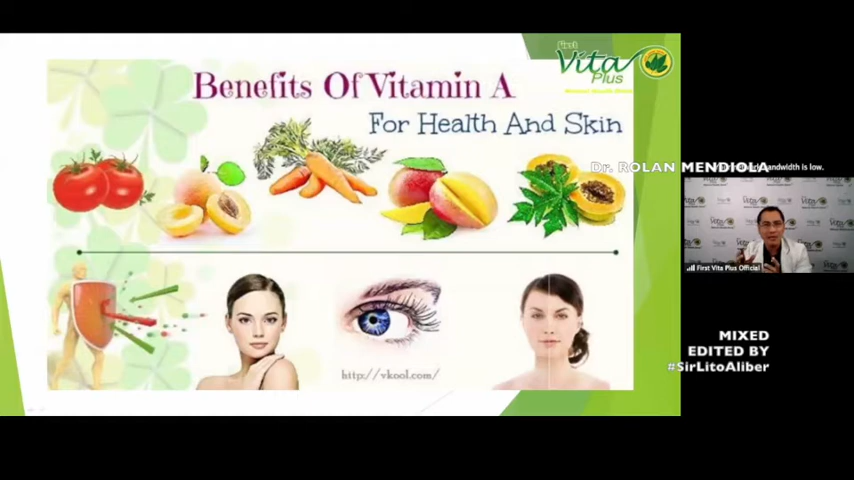 Benefits Of Vitamin A
For Health And Skin
First
Vita
Plus
http://vkool.com/
Dr. ROLAN MENDIOLA
bandwidth is low.
First Vita Plus Official
MIXED
EDITED BY
#SirLitoAliber